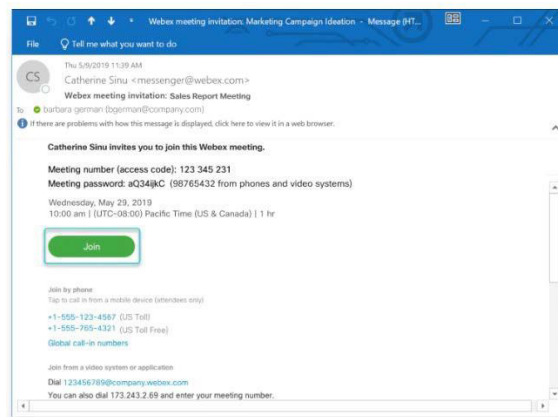 Webex meeting invitation: Marketing Campaign Ideation - Message (HT...
File Tell me what you want to do
Thu 5/9/2019 11:39 AM
CS
Catherine Sinu <messenger@webex.com>
Webex meeting invitation: Sales Report Meeting
To barbara german (bgerman@company.com)
If there are problems with how this message is displayed, click here to view it in a web browser.
Catherine Sinu invites you to join this Webex meeting.
Meeting number (access code): 123 345 231
Meeting password: aQ34ijkC (98765432 from phones and video systems)
Wednesday, May 29, 2019
10:00 am | (UTC-08:00) Pacific Time (US & Canada) | 1 hr
Join
Join by phone
Tap to call in from a mobile device (attendees only)
+1-555-123-4567 (US Toll)
+1-555-765-4321 (US Toll Free)
Global call-in numbers
Join from a video system or application
Dial 123456789@company.webex.com
You can also dial 173.243.2.69 and enter your meeting number.